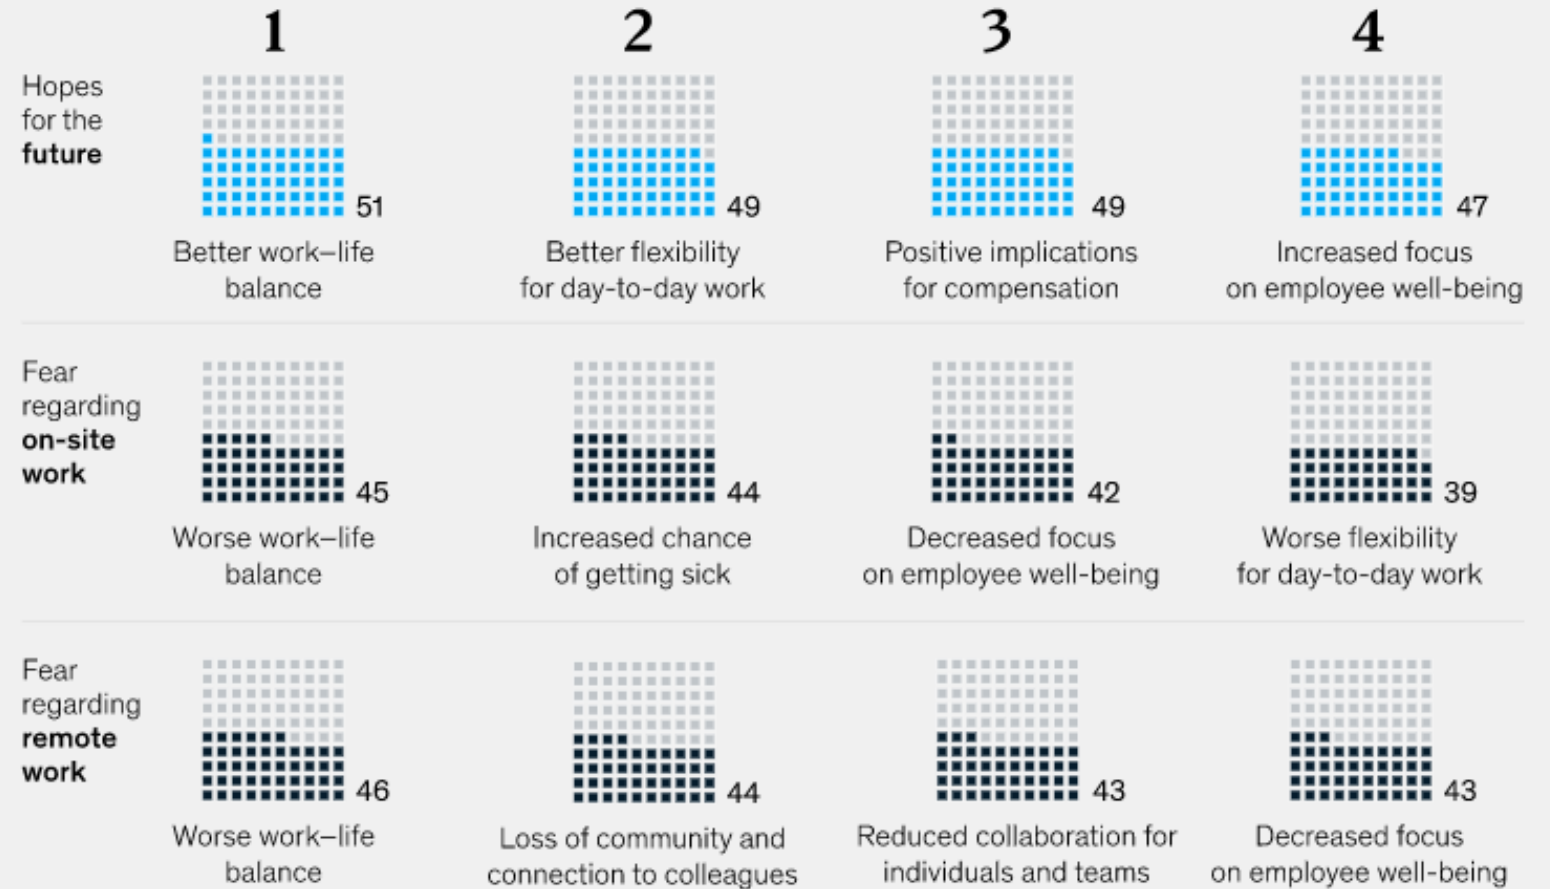 1
2
3
4
Hopes
for the
future
51
Better work–life
balance
49
Better flexibility
for day-to-day work
49
Positive implications
for compensation
47
Increased focus
on employee well-being
Fear
regarding
on-site
work
45
Worse work–life
balance
44
Increased chance
of getting sick
42
Decreased focus
on employee well-being
39
Worse flexibility
for day-to-day work
Fear
regarding
remote
work
46
Worse work–life
balance
44
Loss of community and
connection to colleagues
43
Reduced collaboration for
individuals and teams
43
Decreased focus
on employee well-being